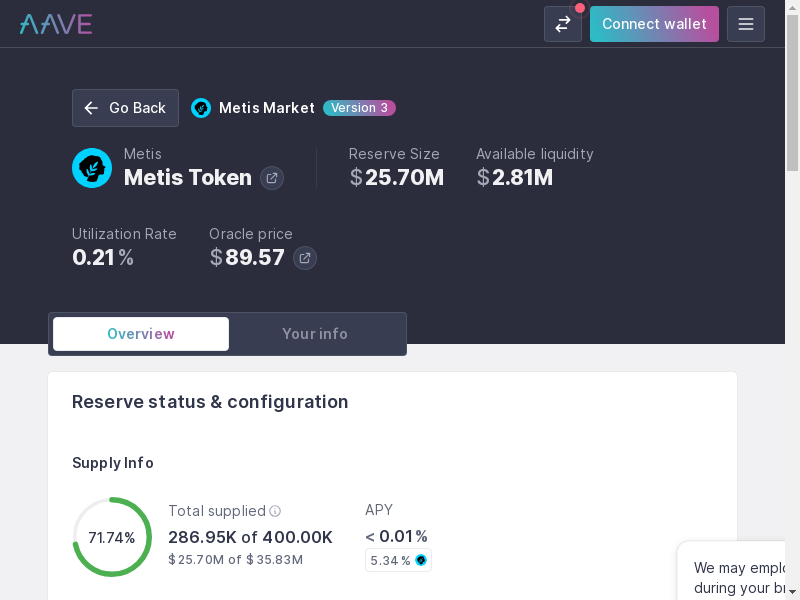 AAVE
Connect wallet
Go Back
Metis Market
Version 3
Metis
Metis Token
Reserve Size
$25.70M
Available liquidity
$2.81M
Utilization Rate
0.21%
Oracle price
$89.57
Overview
Your info
Reserve status & configuration
Supply Info
71.74%
Total supplied
286.95K of 400.00K
$25.70M of $35.83M
APY
< 0.01%
5.34%
We may emplo
during your br